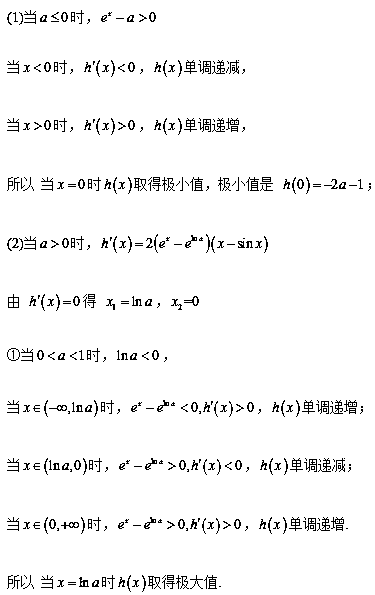 (1)当a≤0时，eˣ−a>0
当x<0时，h′(x)<0，h(x)单调递减，
当x>0时，h′(x)>0，h(x)单调递增，
所以 当x=0时h(x)取得极小值，极小值是 h(0)=−2a−1；
(2)当a>0时，h′(x)=2(eˣ−e^{ln a})(x−sin x)
由 h′(x)=0得 x₁=ln a，x₂=0
①当0<a<1时，ln a<0，
当x∈(−∞,ln a)时，eˣ−e^{ln a}<0,h′(x)>0，h(x)单调递增；
当x∈(ln a,0)时，eˣ−e^{ln a}>0,h′(x)<0，h(x)单调递减；
当x∈(0,+∞)时，eˣ−e^{ln a}>0,h′(x)>0，h(x)单调递增.
所以 当x=ln a时h(x)取得极大值.